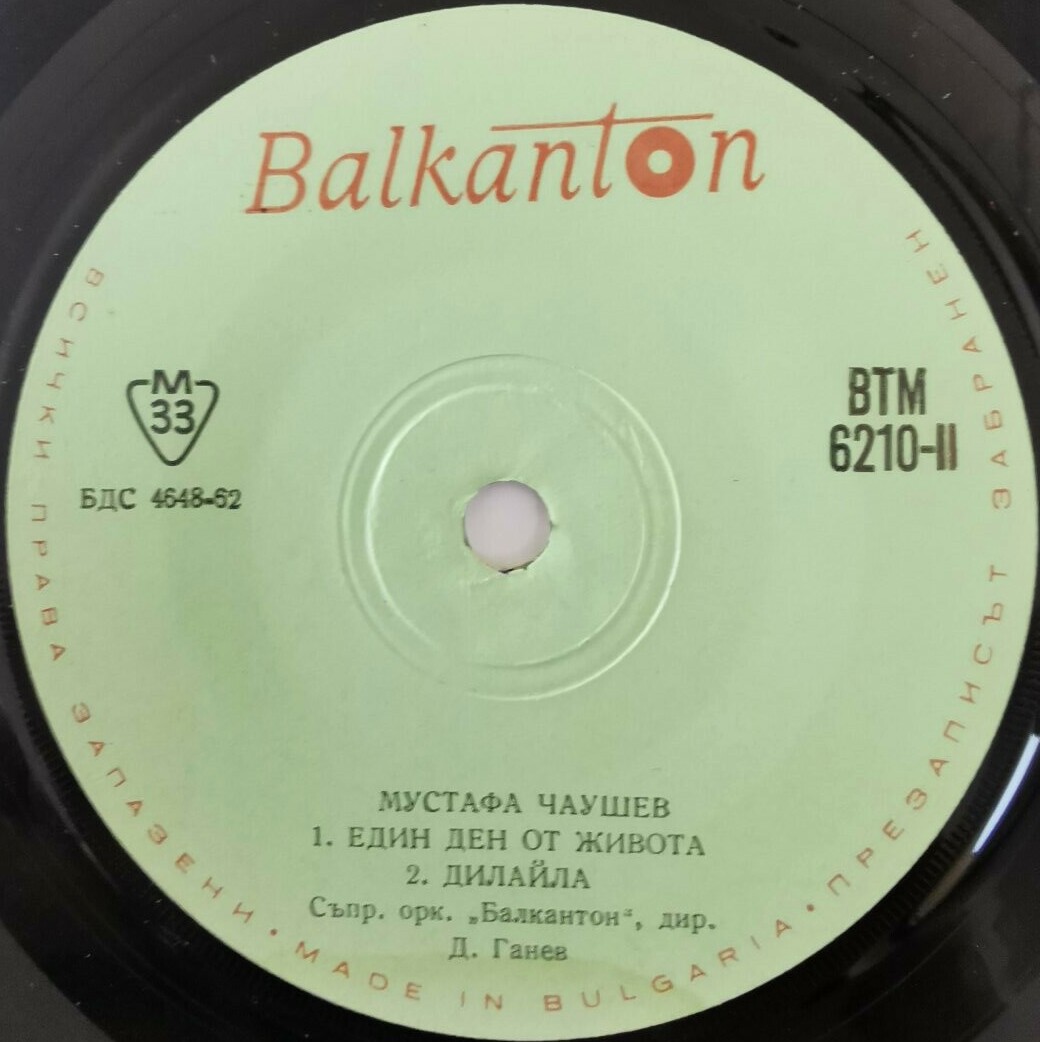 Balkanton
М
33
БДС 4648-62
ВТМ
6210-II
МУСТАФА ЧАУШЕВ
1. ЕДИН ДЕН ОТ ЖИВОТА
2. ДИЛАЙЛА
Съпр. орк. „Балкантон“, дир.
Д. Ганев
ВСИЧКИ ПРАВА ЗАПАЗЕНИ • MADE IN BULGARIA • ПРЕЗАПИСЪТ ЗАБРАНЕН